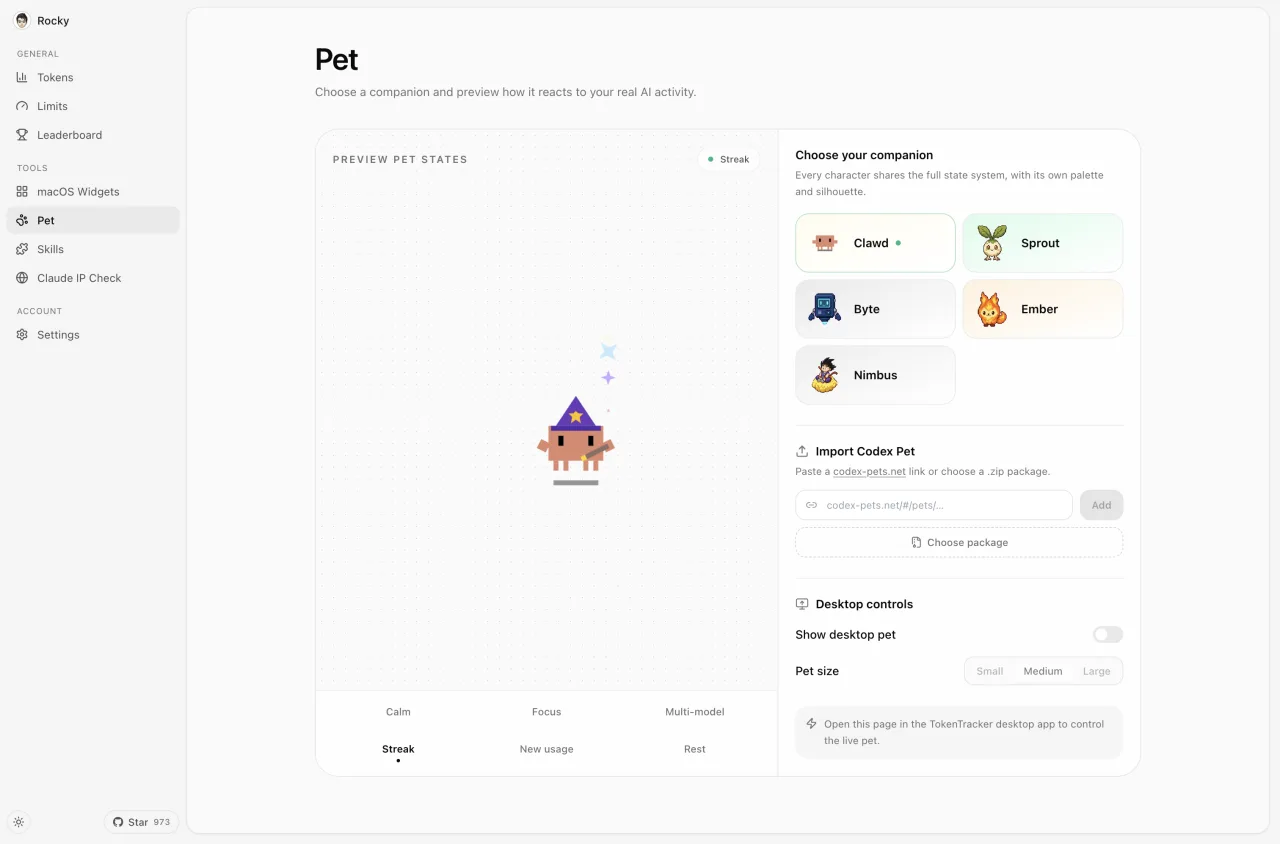 Rocky
GENERAL
Tokens
Limits
Leaderboard
TOOLS
macOS Widgets
Pet
Skills
Claude IP Check
ACCOUNT
Settings
Star 973
Pet
Choose a companion and preview how it reacts to your real AI activity.
PREVIEW PET STATES
Streak
Calm
Focus
Multi-model
Streak
New usage
Rest
Choose your companion
Every character shares the full state system, with its own palette
and silhouette.
Clawd
Sprout
Byte
Ember
Nimbus
Import Codex Pet
Paste a codex-pets.net link or choose a .zip package.
codex-pets.net/#/pets/...
Add
Choose package
Desktop controls
Show desktop pet
Pet size
Small
Medium
Large
Open this page in the TokenTracker desktop app to control
the live pet.